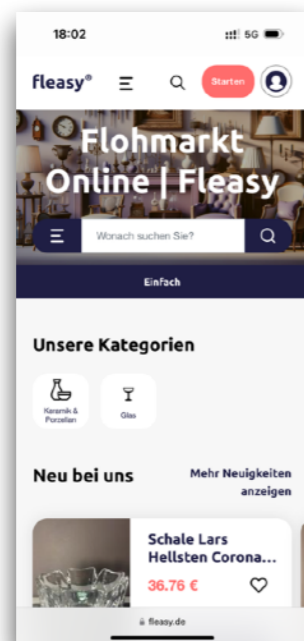 18:02 5G
fleasy®
Starten
Flohmarkt
Online | Fleasy
Wonach suchen Sie?
Einfach
Unsere Kategorien
Keramik &
Porzellan
Glas
Neu bei uns
Mehr Neuigkeiten
anzeigen
Schale Lars
Hellsten Corona...
36.76 €
fleasy.de